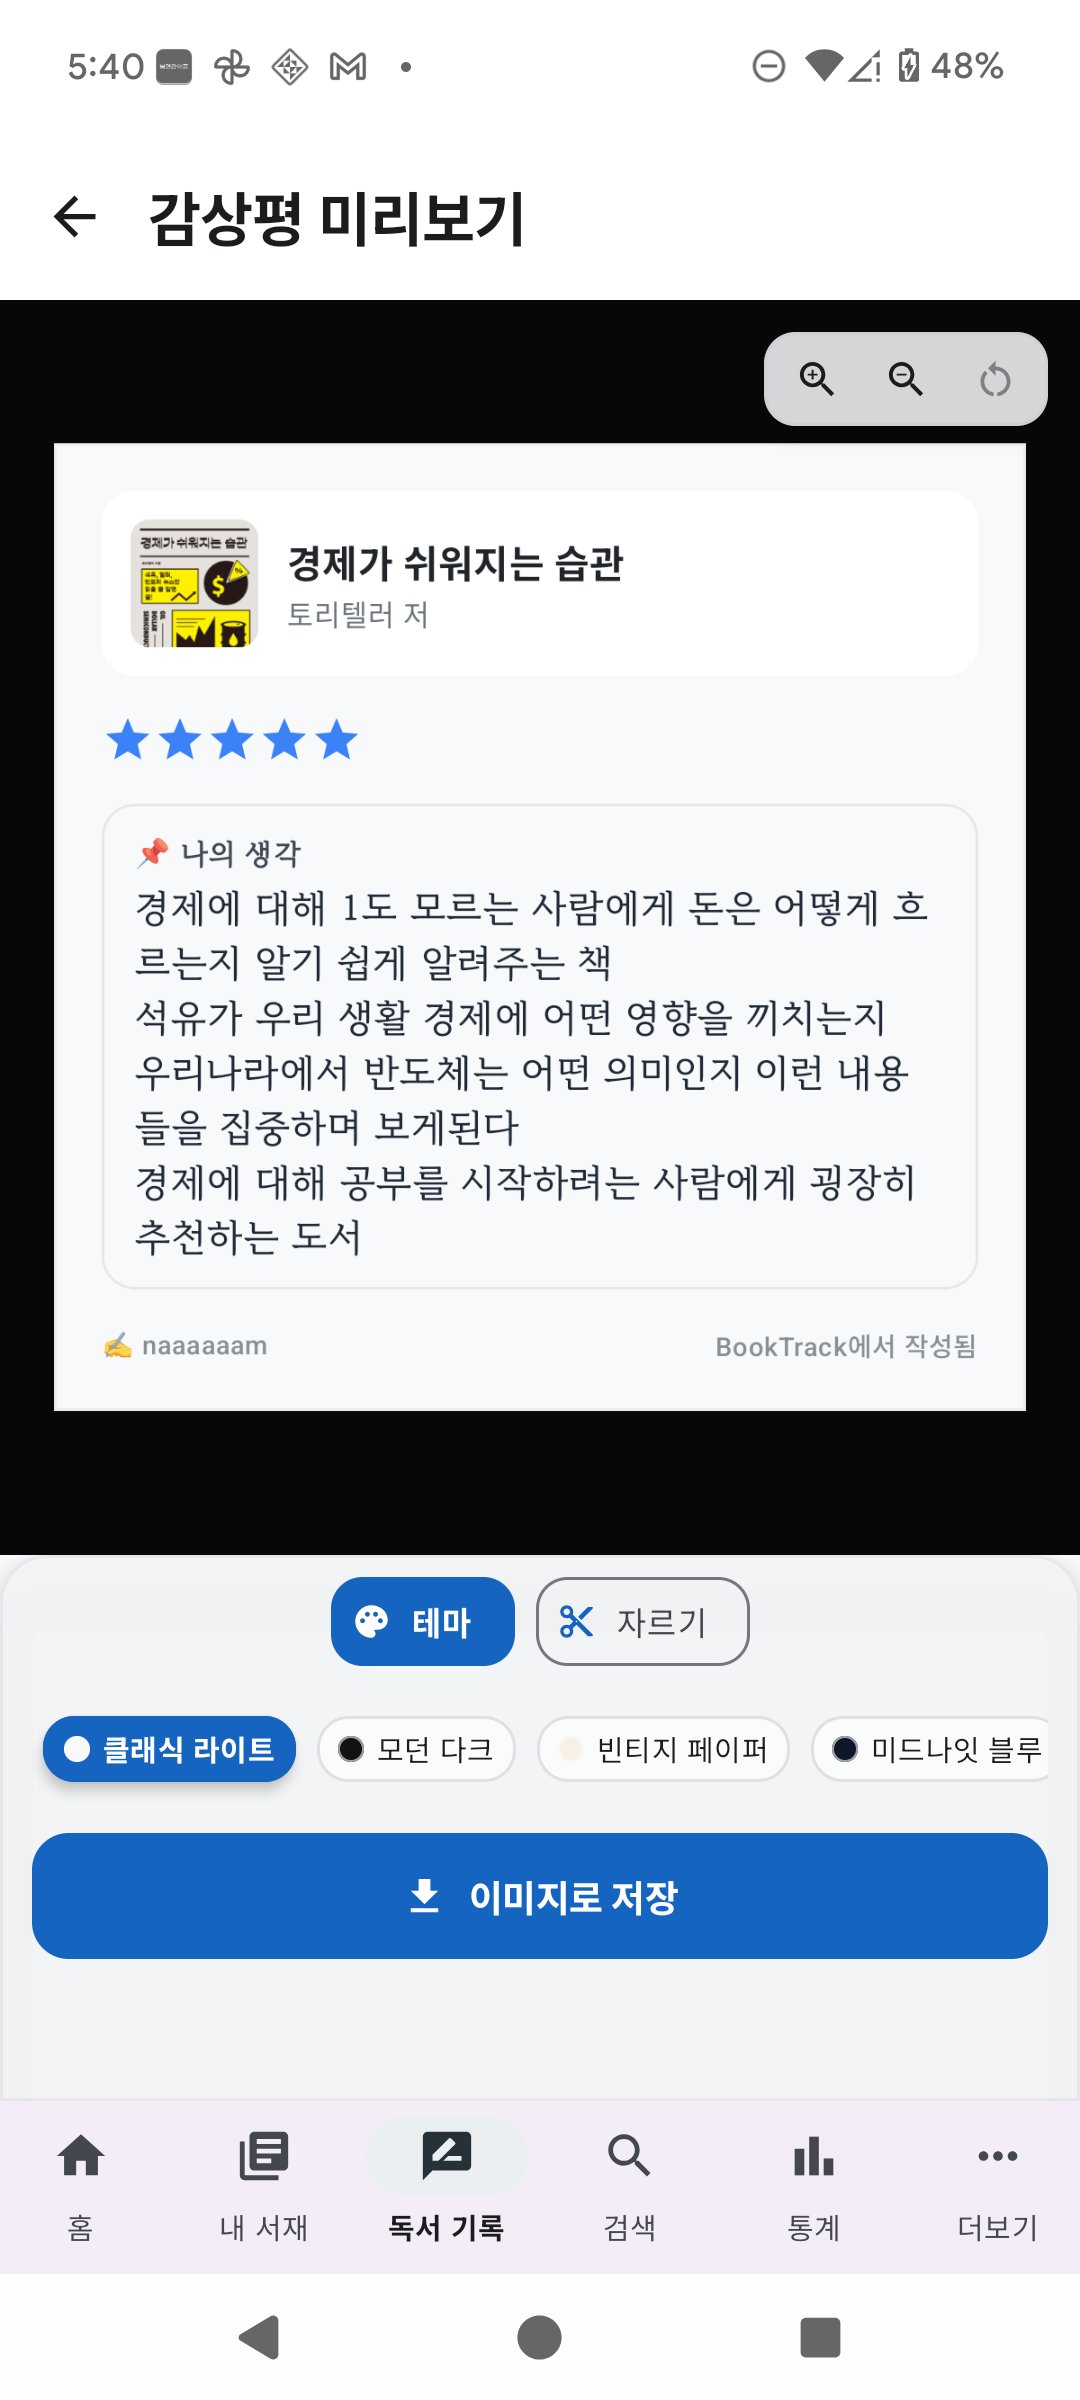 5:40
48%
감상평 미리보기
경제가 쉬워지는 습관
경제가 쉬워지는 습관
토리텔러 저
📌 나의 생각
경제에 대해 1도 모르는 사람에게 돈은 어떻게 흐
르는지 알기 쉽게 알려주는 책
석유가 우리 생활 경제에 어떤 영향을 끼치는지
우리나라에서 반도체는 어떤 의미인지 이런 내용
들을 집중하며 보게된다
경제에 대해 공부를 시작하려는 사람에게 굉장히
추천하는 도서
✍️ naaaaaam
BookTrack에서 작성됨
테마
자르기
클래식 라이트
모던 다크
빈티지 페이퍼
미드나잇 블루
이미지로 저장
홈
내 서재
독서 기록
검색
통계
더보기